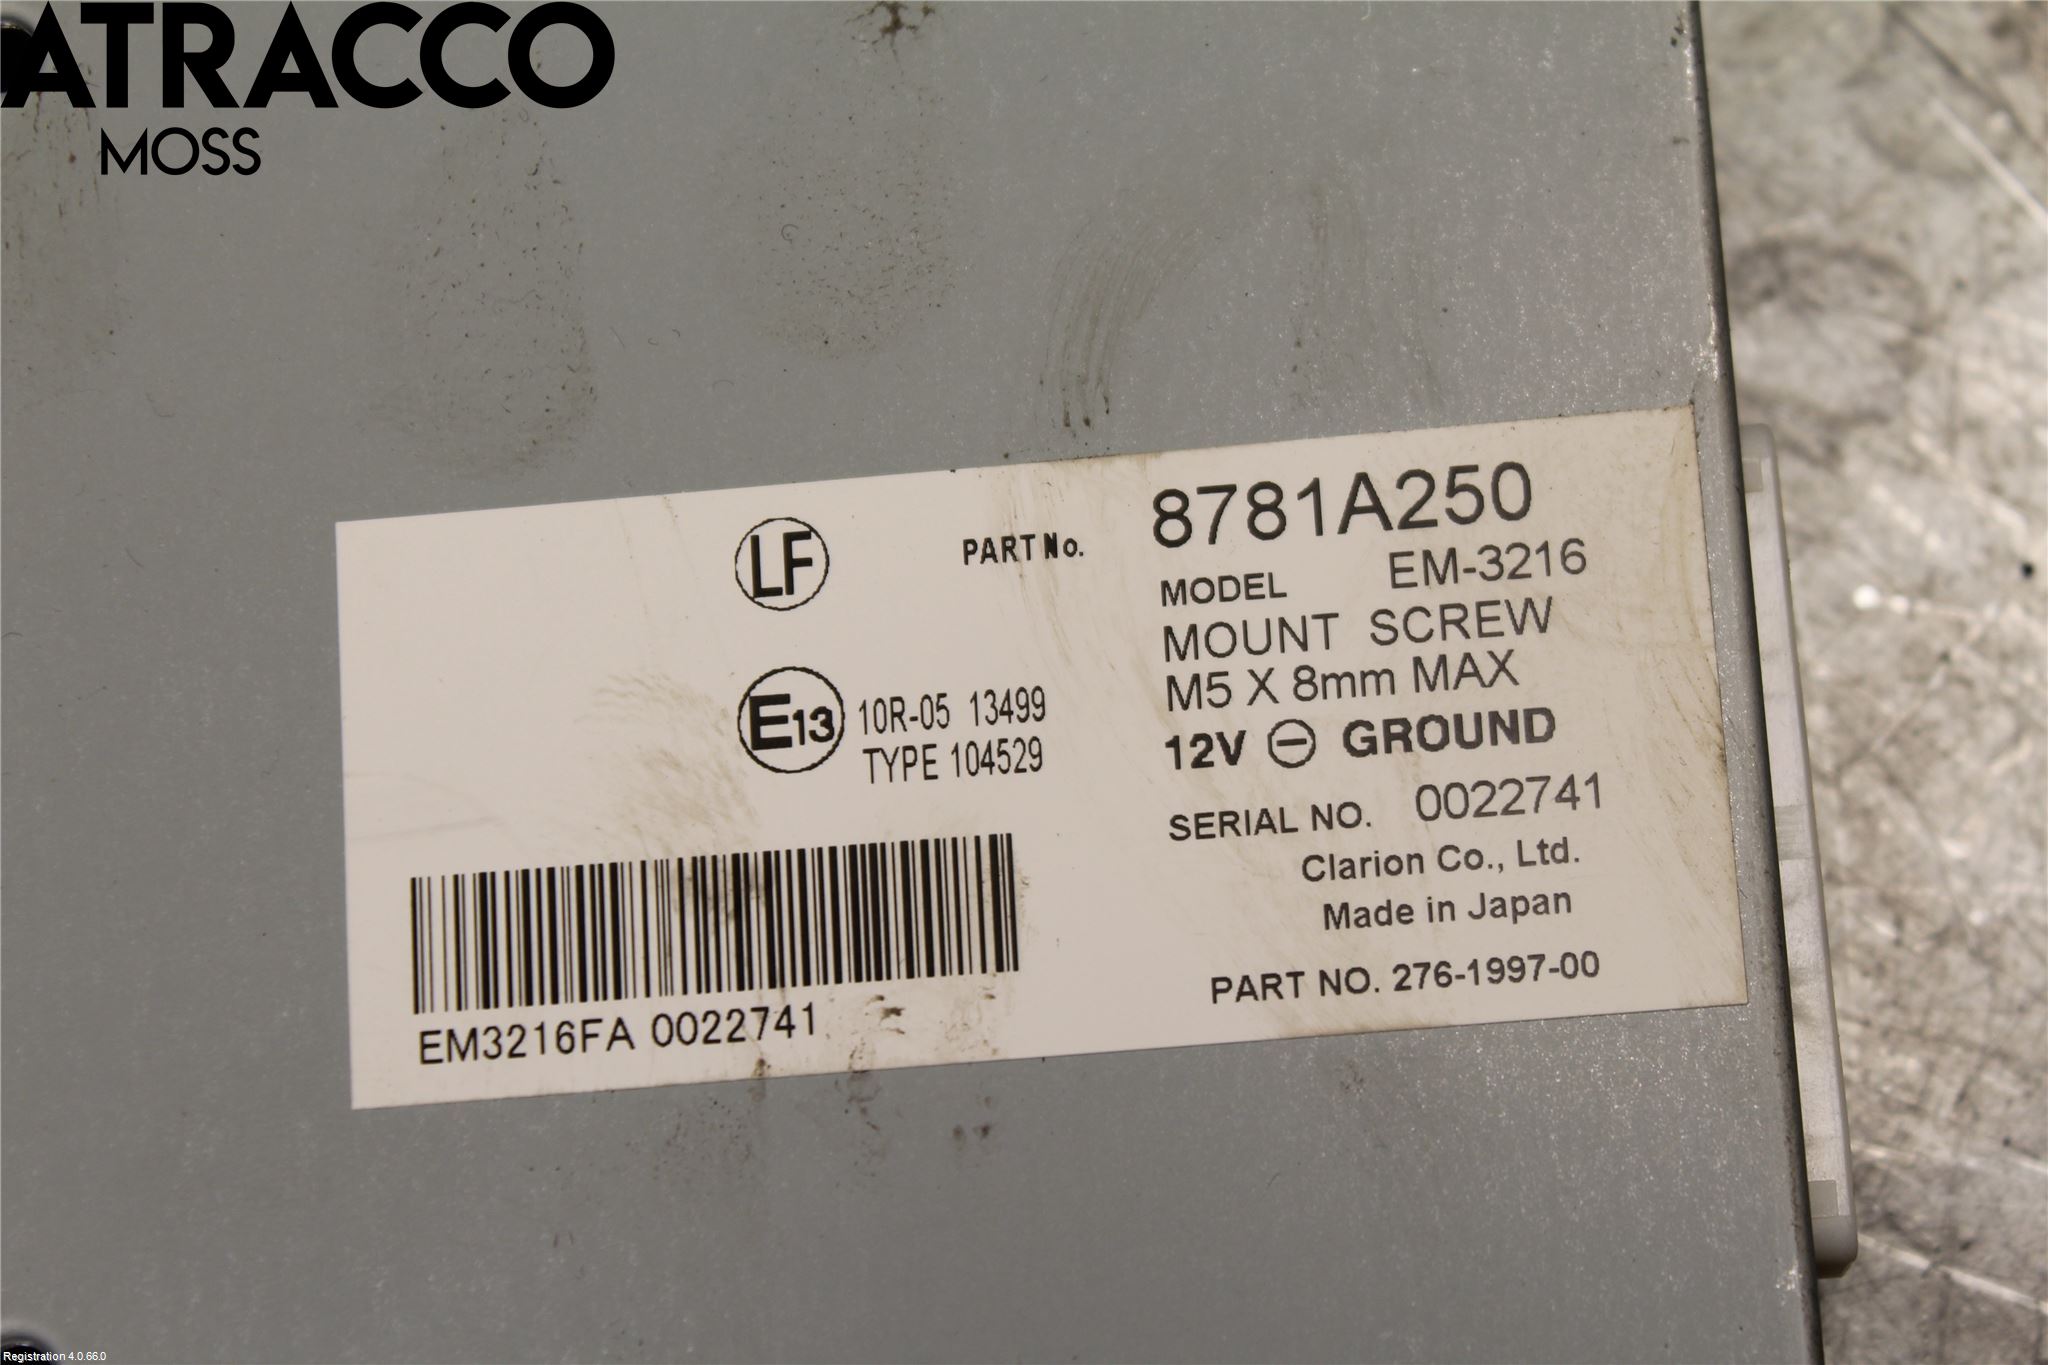 ATRACCO
MOSS
LF
PART No. 8781A250
MODEL EM-3216
MOUNT SCREW
M5 X 8mm MAX
12V ⊖ GROUND
E13 10R-05 13499
TYPE 104529
SERIAL NO. 0022741
Clarion Co., Ltd.
Made in Japan
PART NO. 276-1997-00
EM3216FA 0022741
Registration 4.0.66.0